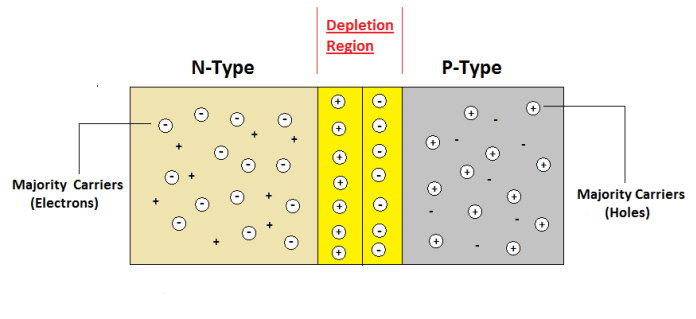 Depletion
Region
N-Type
P-Type
Majority Carriers
(Electrons)
Majority Carriers
(Holes)